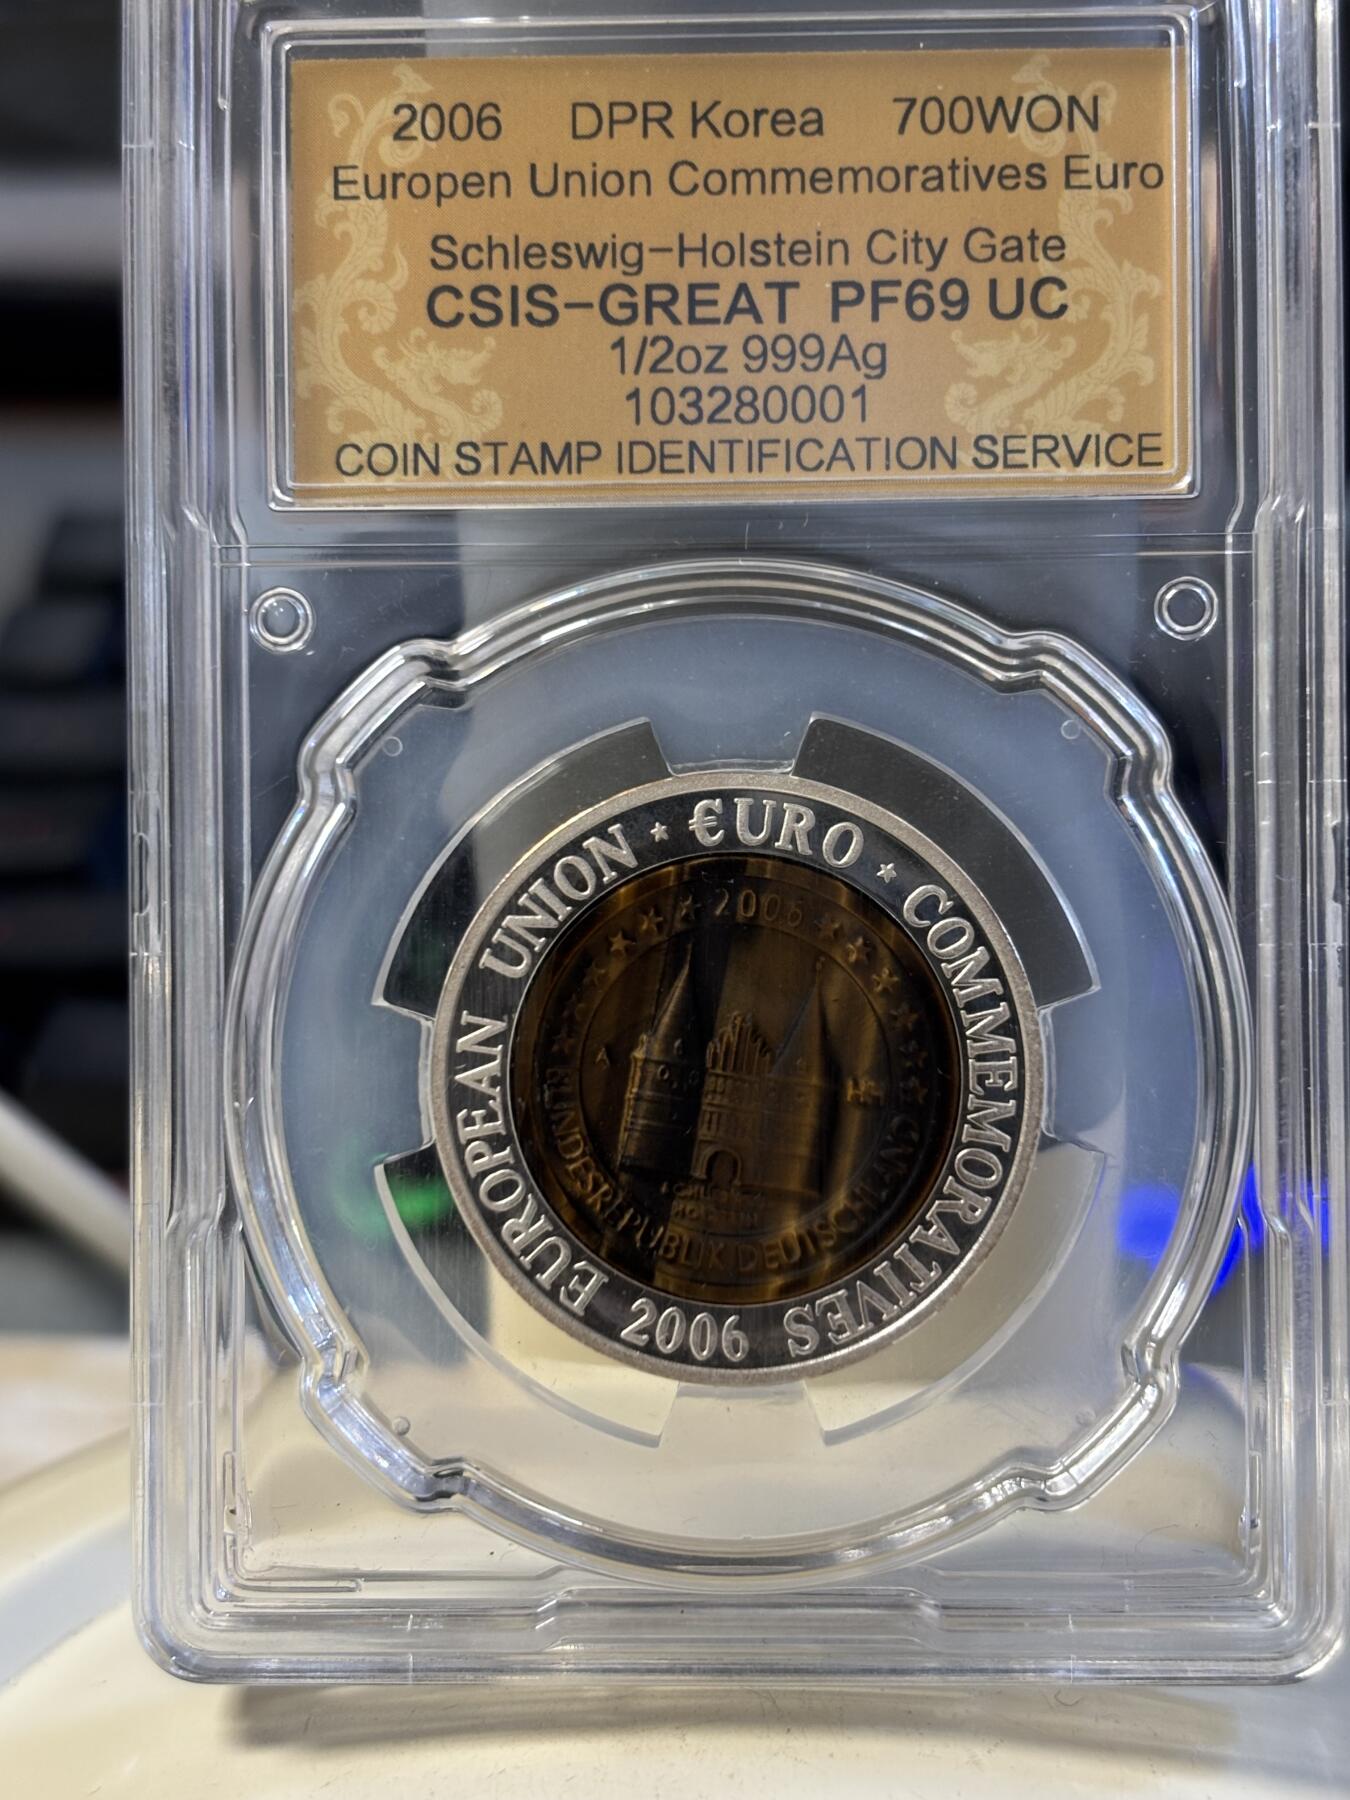 2006 DPR Korea 700WON
Europen Union Commemoratives Euro
Schleswig-Holstein City Gate
CSIS-GREAT PF69 UC
1/2oz 999Ag
103280001
COIN STAMP IDENTIFICATION SERVICE
EUROPEAN UNION ★ €URO ★ COMMEMORATIVES
2006
2006
A
BUNDESREPUBLIK DEUTSCHLAND
HOLSTEIN